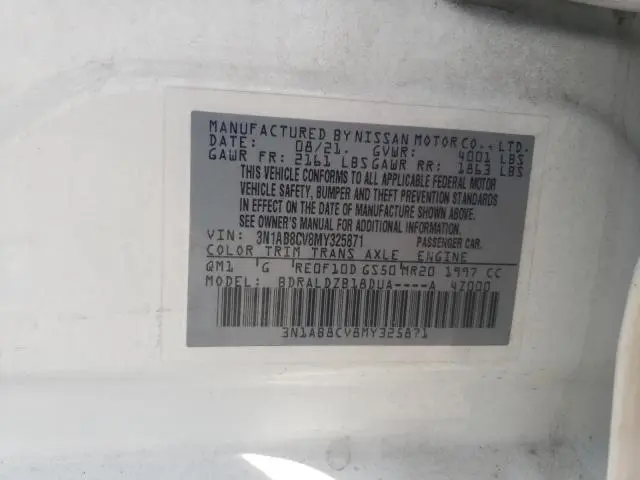 MANUFACTURED BY NISSAN MOTOR CO., LTD.
DATE: 08/21. GVWR: 4001 LBS
GAWR FR: 2161 LBS GAWR RR: 1863 LBS
THIS VEHICLE CONFORMS TO ALL APPLICABLE FEDERAL MOTOR
VEHICLE SAFETY, BUMPER AND THEFT PREVENTION STANDARDS
IN EFFECT ON THE DATE OF MANUFACTURE SHOWN ABOVE.
SEE OWNER'S MANUAL FOR ADDITIONAL INFORMATION.
VIN: 3N1AB8CV8MY325871 PASSENGER CAR.
COLOR TRIM TRANS AXLE ENGINE
QM1 G RE0F10D GS50 MR20 1997 CC
MODEL: BDRALDZB18DUA----A 47000
3N1AB8CV8MY325871